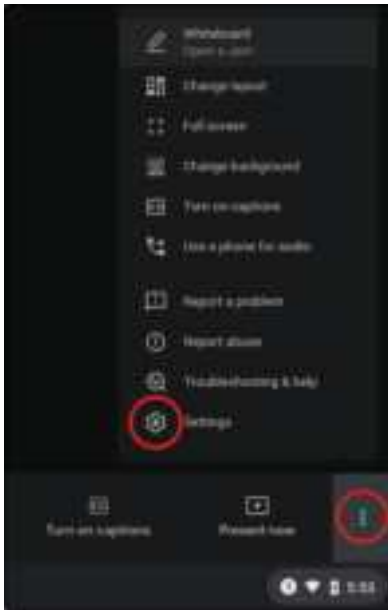 Whiteboard
Open a Jam
Change layout
Full screen
Change background
Turn on captions
Use a phone for audio
Report a problem
Report abuse
Troubleshooting & help
Settings
Turn on captions
Present now